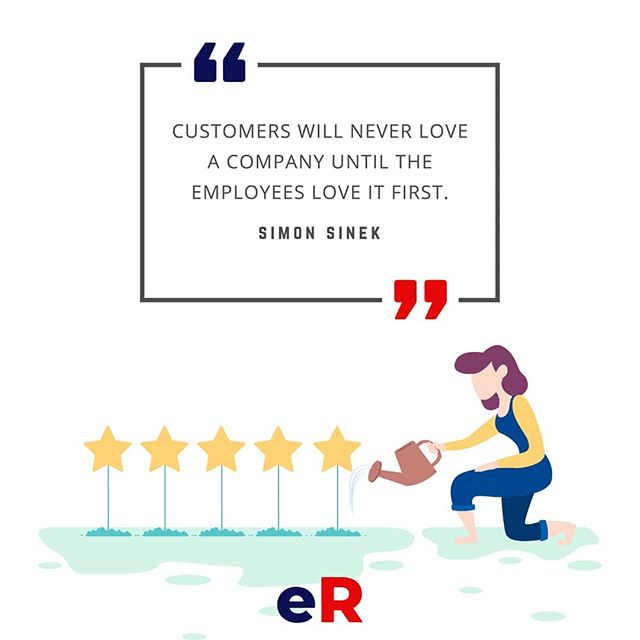 CUSTOMERS WILL NEVER LOVE
A COMPANY UNTIL THE
EMPLOYEES LOVE IT FIRST.
SIMON SINEK
eR